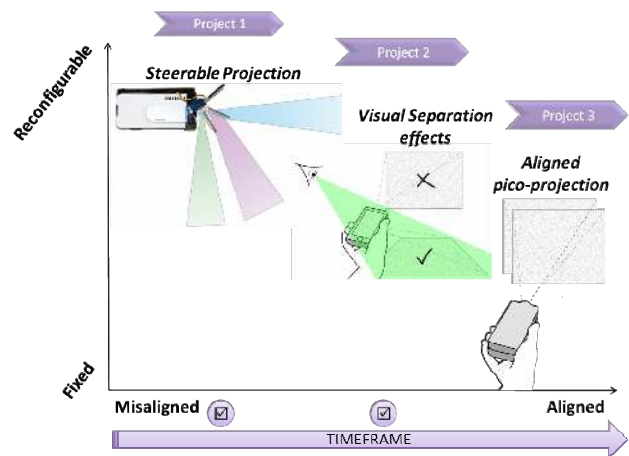 Project 1
Project 2
Project 3
Reconfigurable
Steerable Projection
Visual Separation
effects
Aligned
pico-projection
Fixed
Misaligned
Aligned
TIMEFRAME